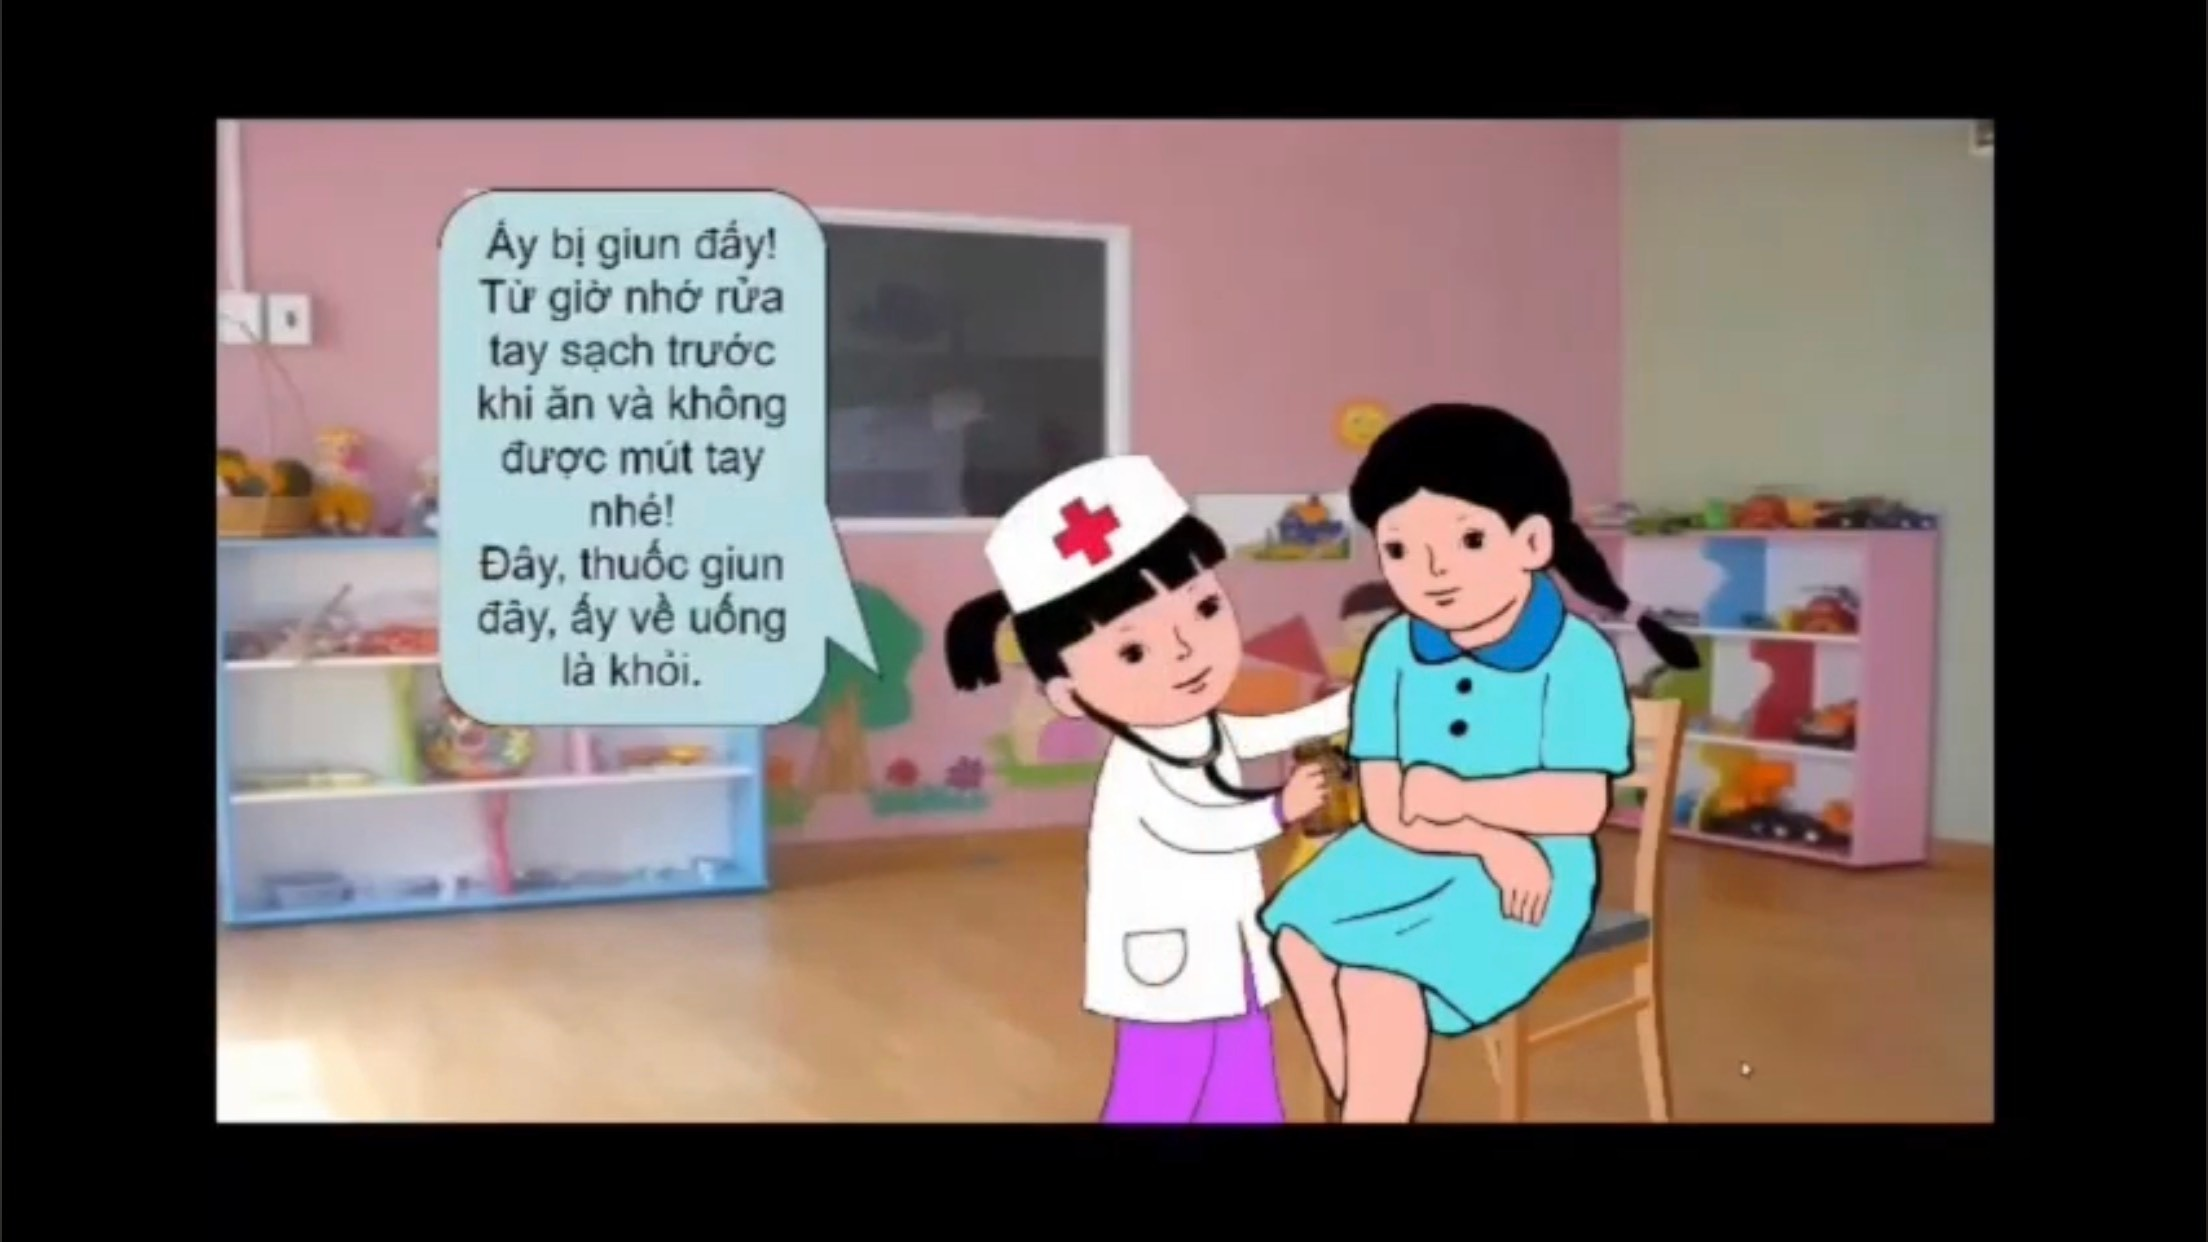 Ấy bị giun đấy!
Từ giờ nhớ rửa
tay sạch trước
khi ăn và không
được mút tay
nhé!
Đây, thuốc giun
đây, ấy về uống
là khỏi.